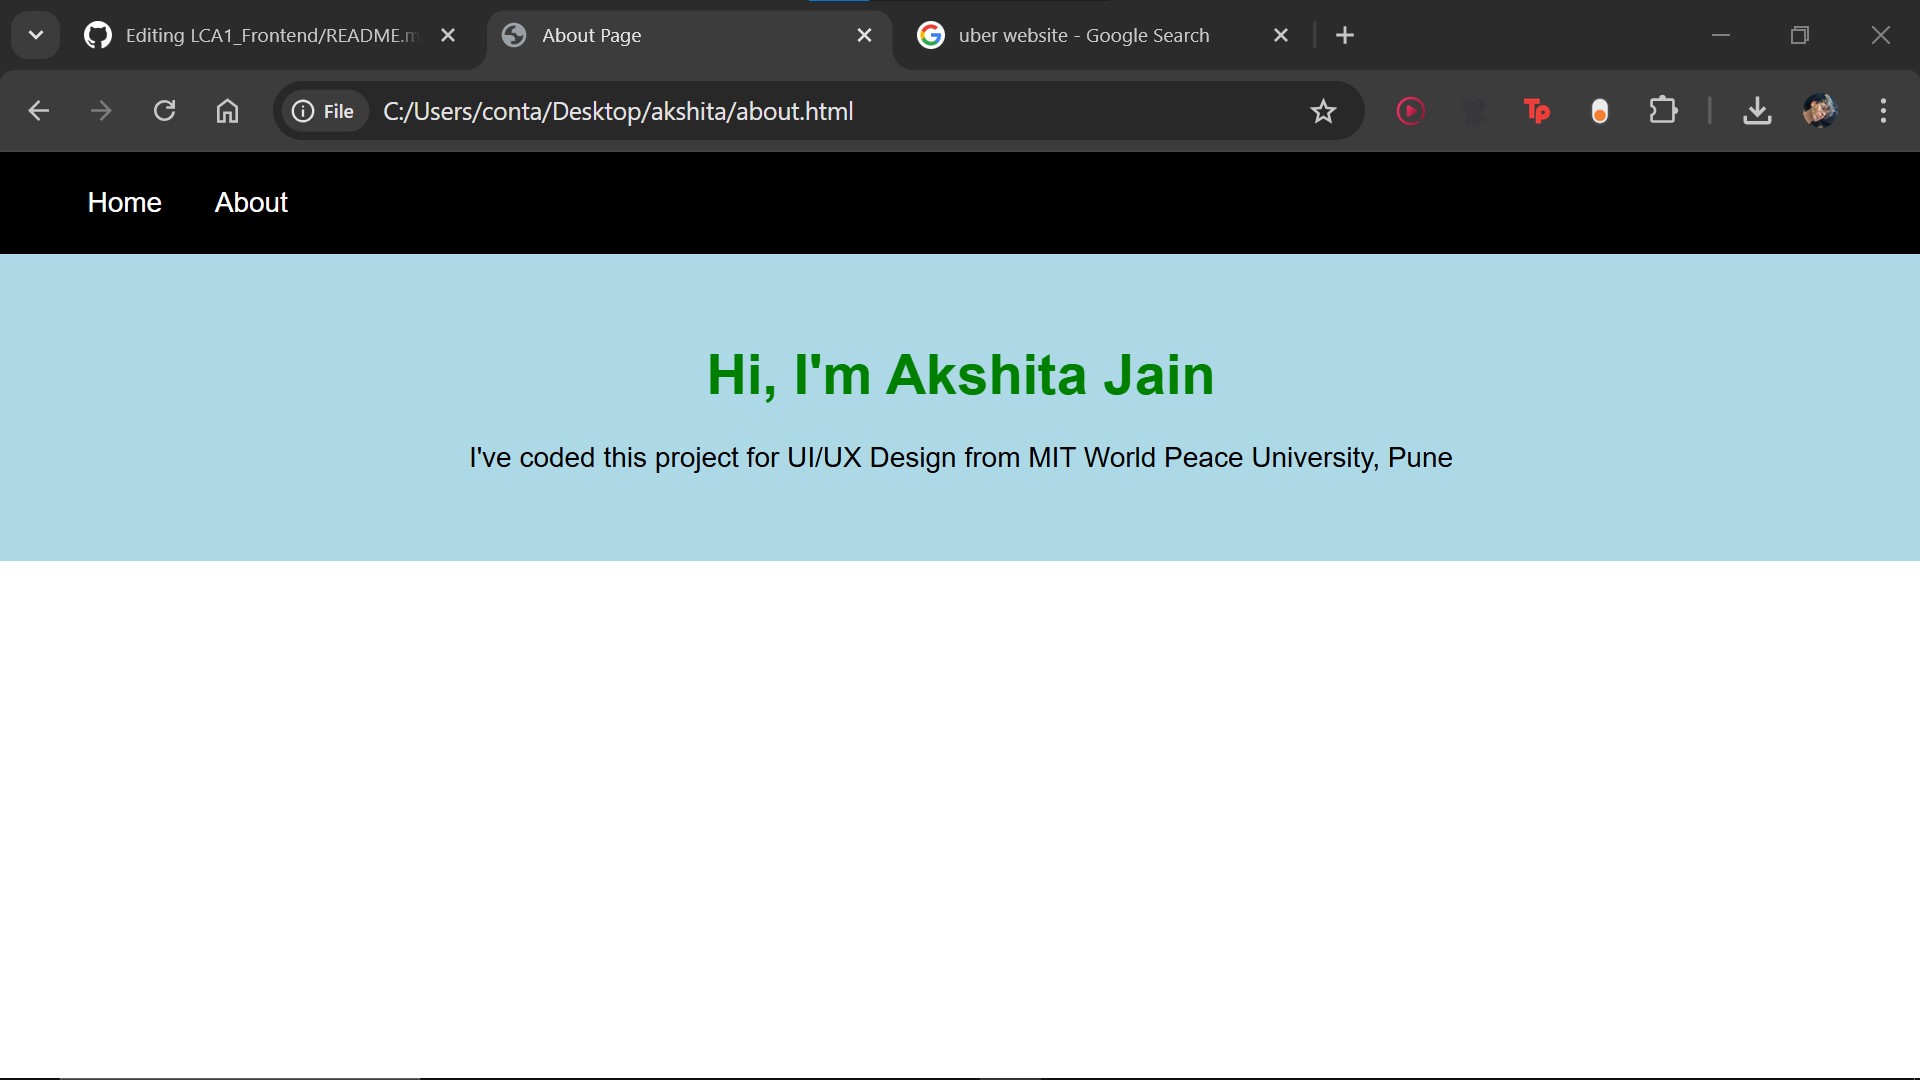 Editing LCA1_Frontend/README.m
About Page
uber website - Google Search
File
C:/Users/conta/Desktop/akshita/about.html
Tp
Home About
Hi, I'm Akshita Jain
I've coded this project for UI/UX Design from MIT World Peace University, Pune